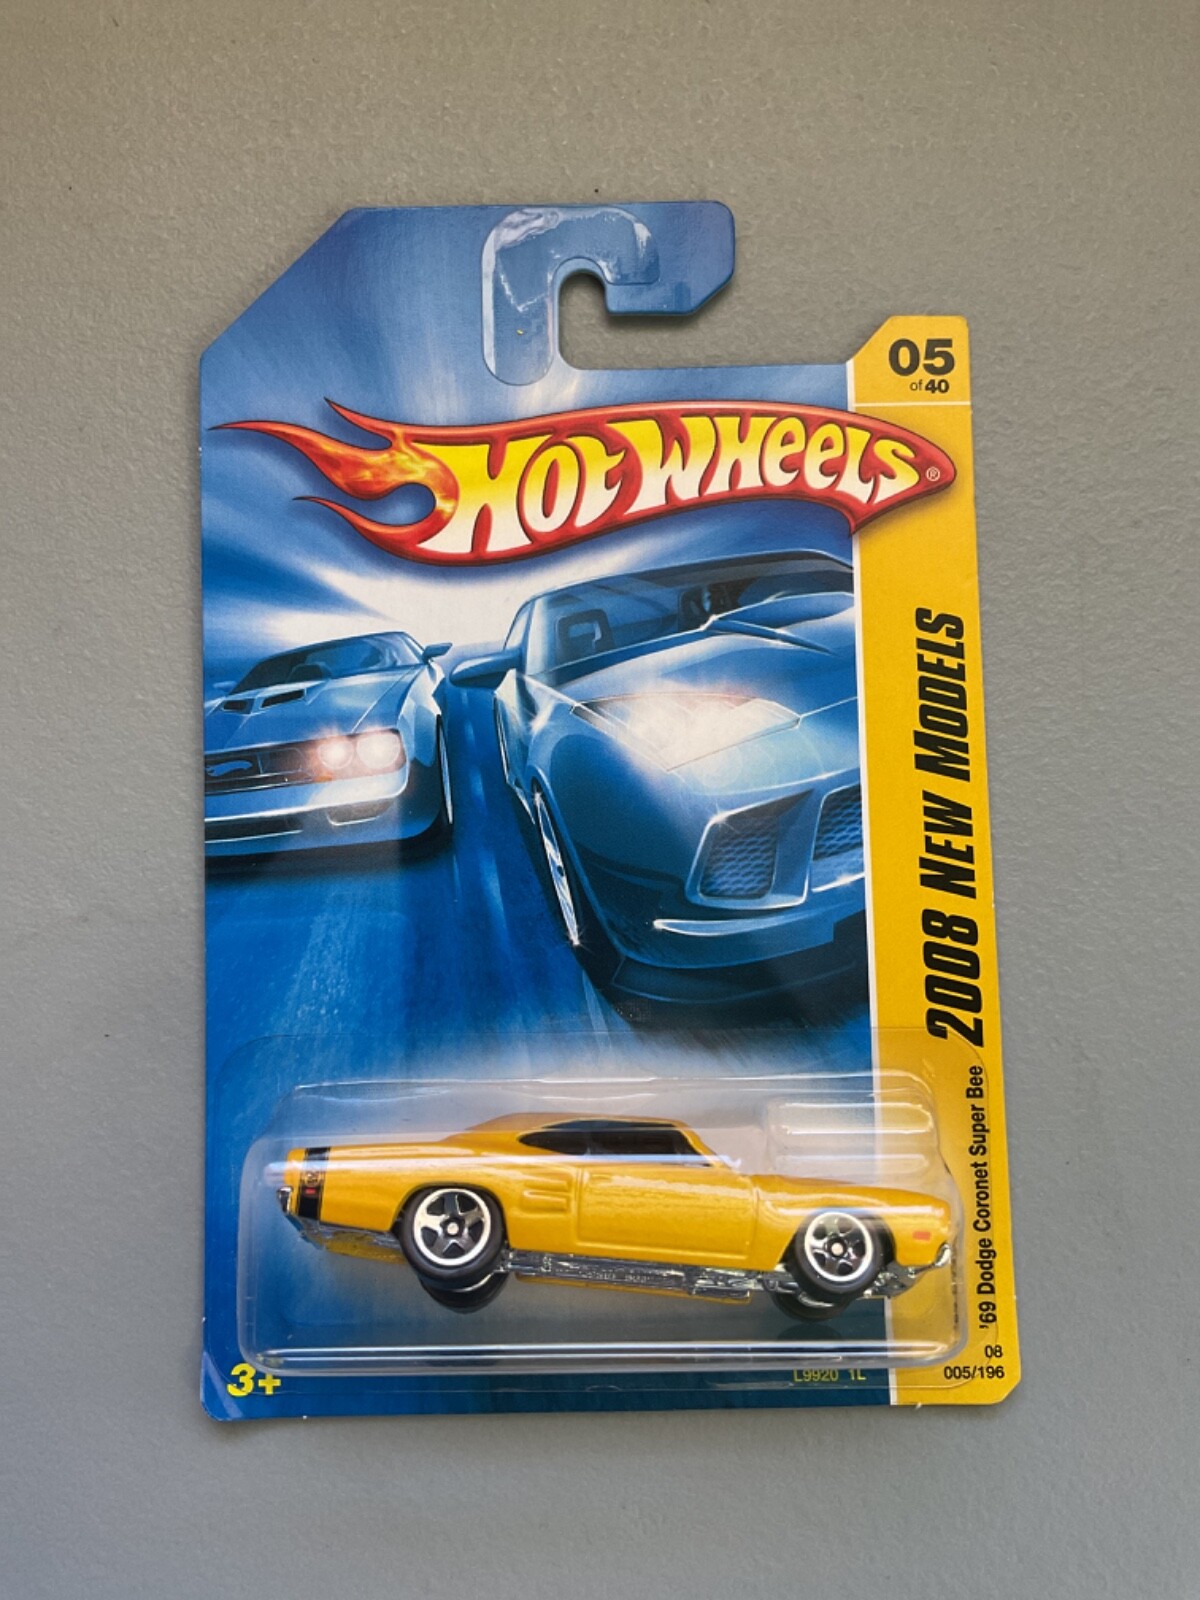 05
of 40
HOT WHEELS®
2008 NEW MODELS
'69 Dodge Coronet Super Bee
08
005/196
3+
L9920 1L